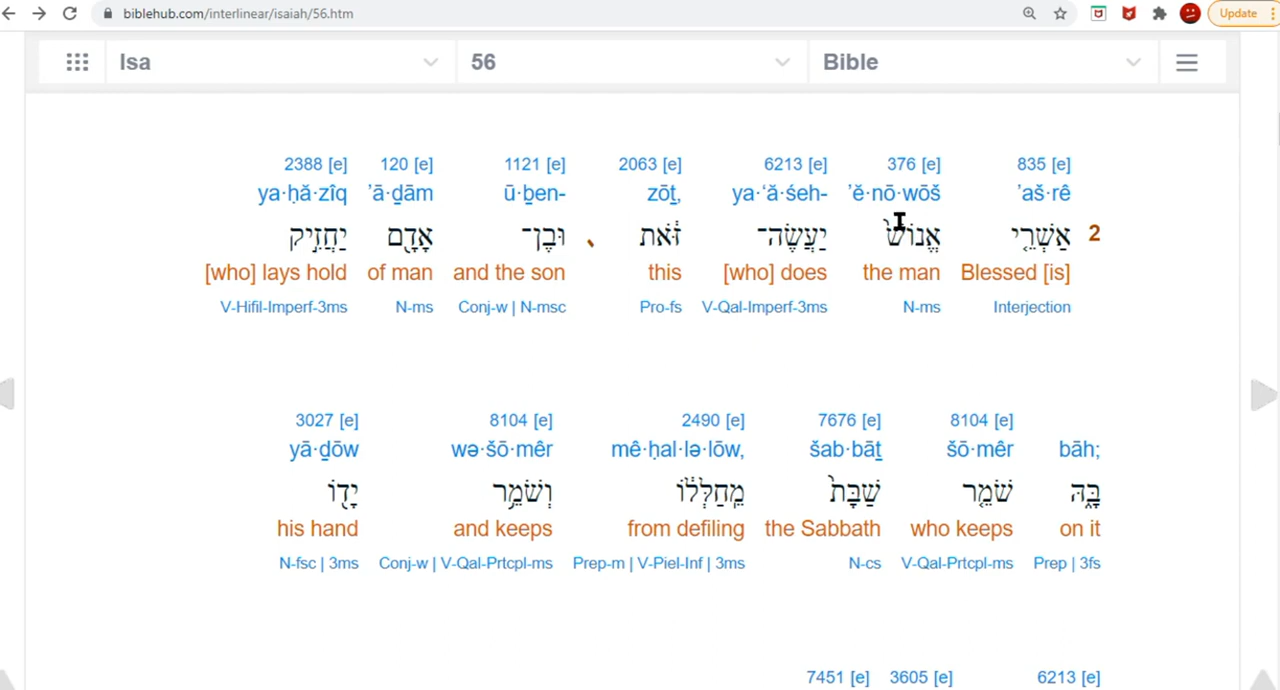 biblehub.com/interlinear/isaiah/56.htm Update
Isa 56 Bible
2388 [e] 120 [e] 1121 [e] 2063 [e] 6213 [e] 376 [e] 835 [e]
ya·ḥă·zîq ’ā·ḏām ū·ḇen- zōṯ, ya·‘ă·śeh- ’ĕ·nō·wōš ’aš·rê
2 אַשְׁרֵ֤י אֱנוֹשׁ֙ יַעֲשֶׂה־ זֹּ֔את 、 וּבֶן־ אָדָ֖ם יַחֲזִ֣יק
[who] lays hold of man and the son this [who] does the man Blessed [is]
V-Hifil-Imperf-3ms N-ms Conj-w | N-msc Pro-fs V-Qal-Imperf-3ms N-ms Interjection
3027 [e] 8104 [e] 2490 [e] 7676 [e] 8104 [e]
yā·ḏōw wə·šō·mêr mê·ḥal·lə·lōw, šab·bāṯ šō·mêr bāh;
בָּ֑הּ שֹׁמֵ֤ר שַׁבָּת֙ מֵֽחַלְּל֔וֹ וְשֹׁמֵ֥ר יָד֖וֹ
his hand and keeps from defiling the Sabbath who keeps on it
N-fsc | 3ms Conj-w | V-Qal-Prtcpl-ms Prep-m | V-Piel-Inf | 3ms N-cs V-Qal-Prtcpl-ms Prep | 3fs
7451 [e] 3605 [e] 6213 [e]